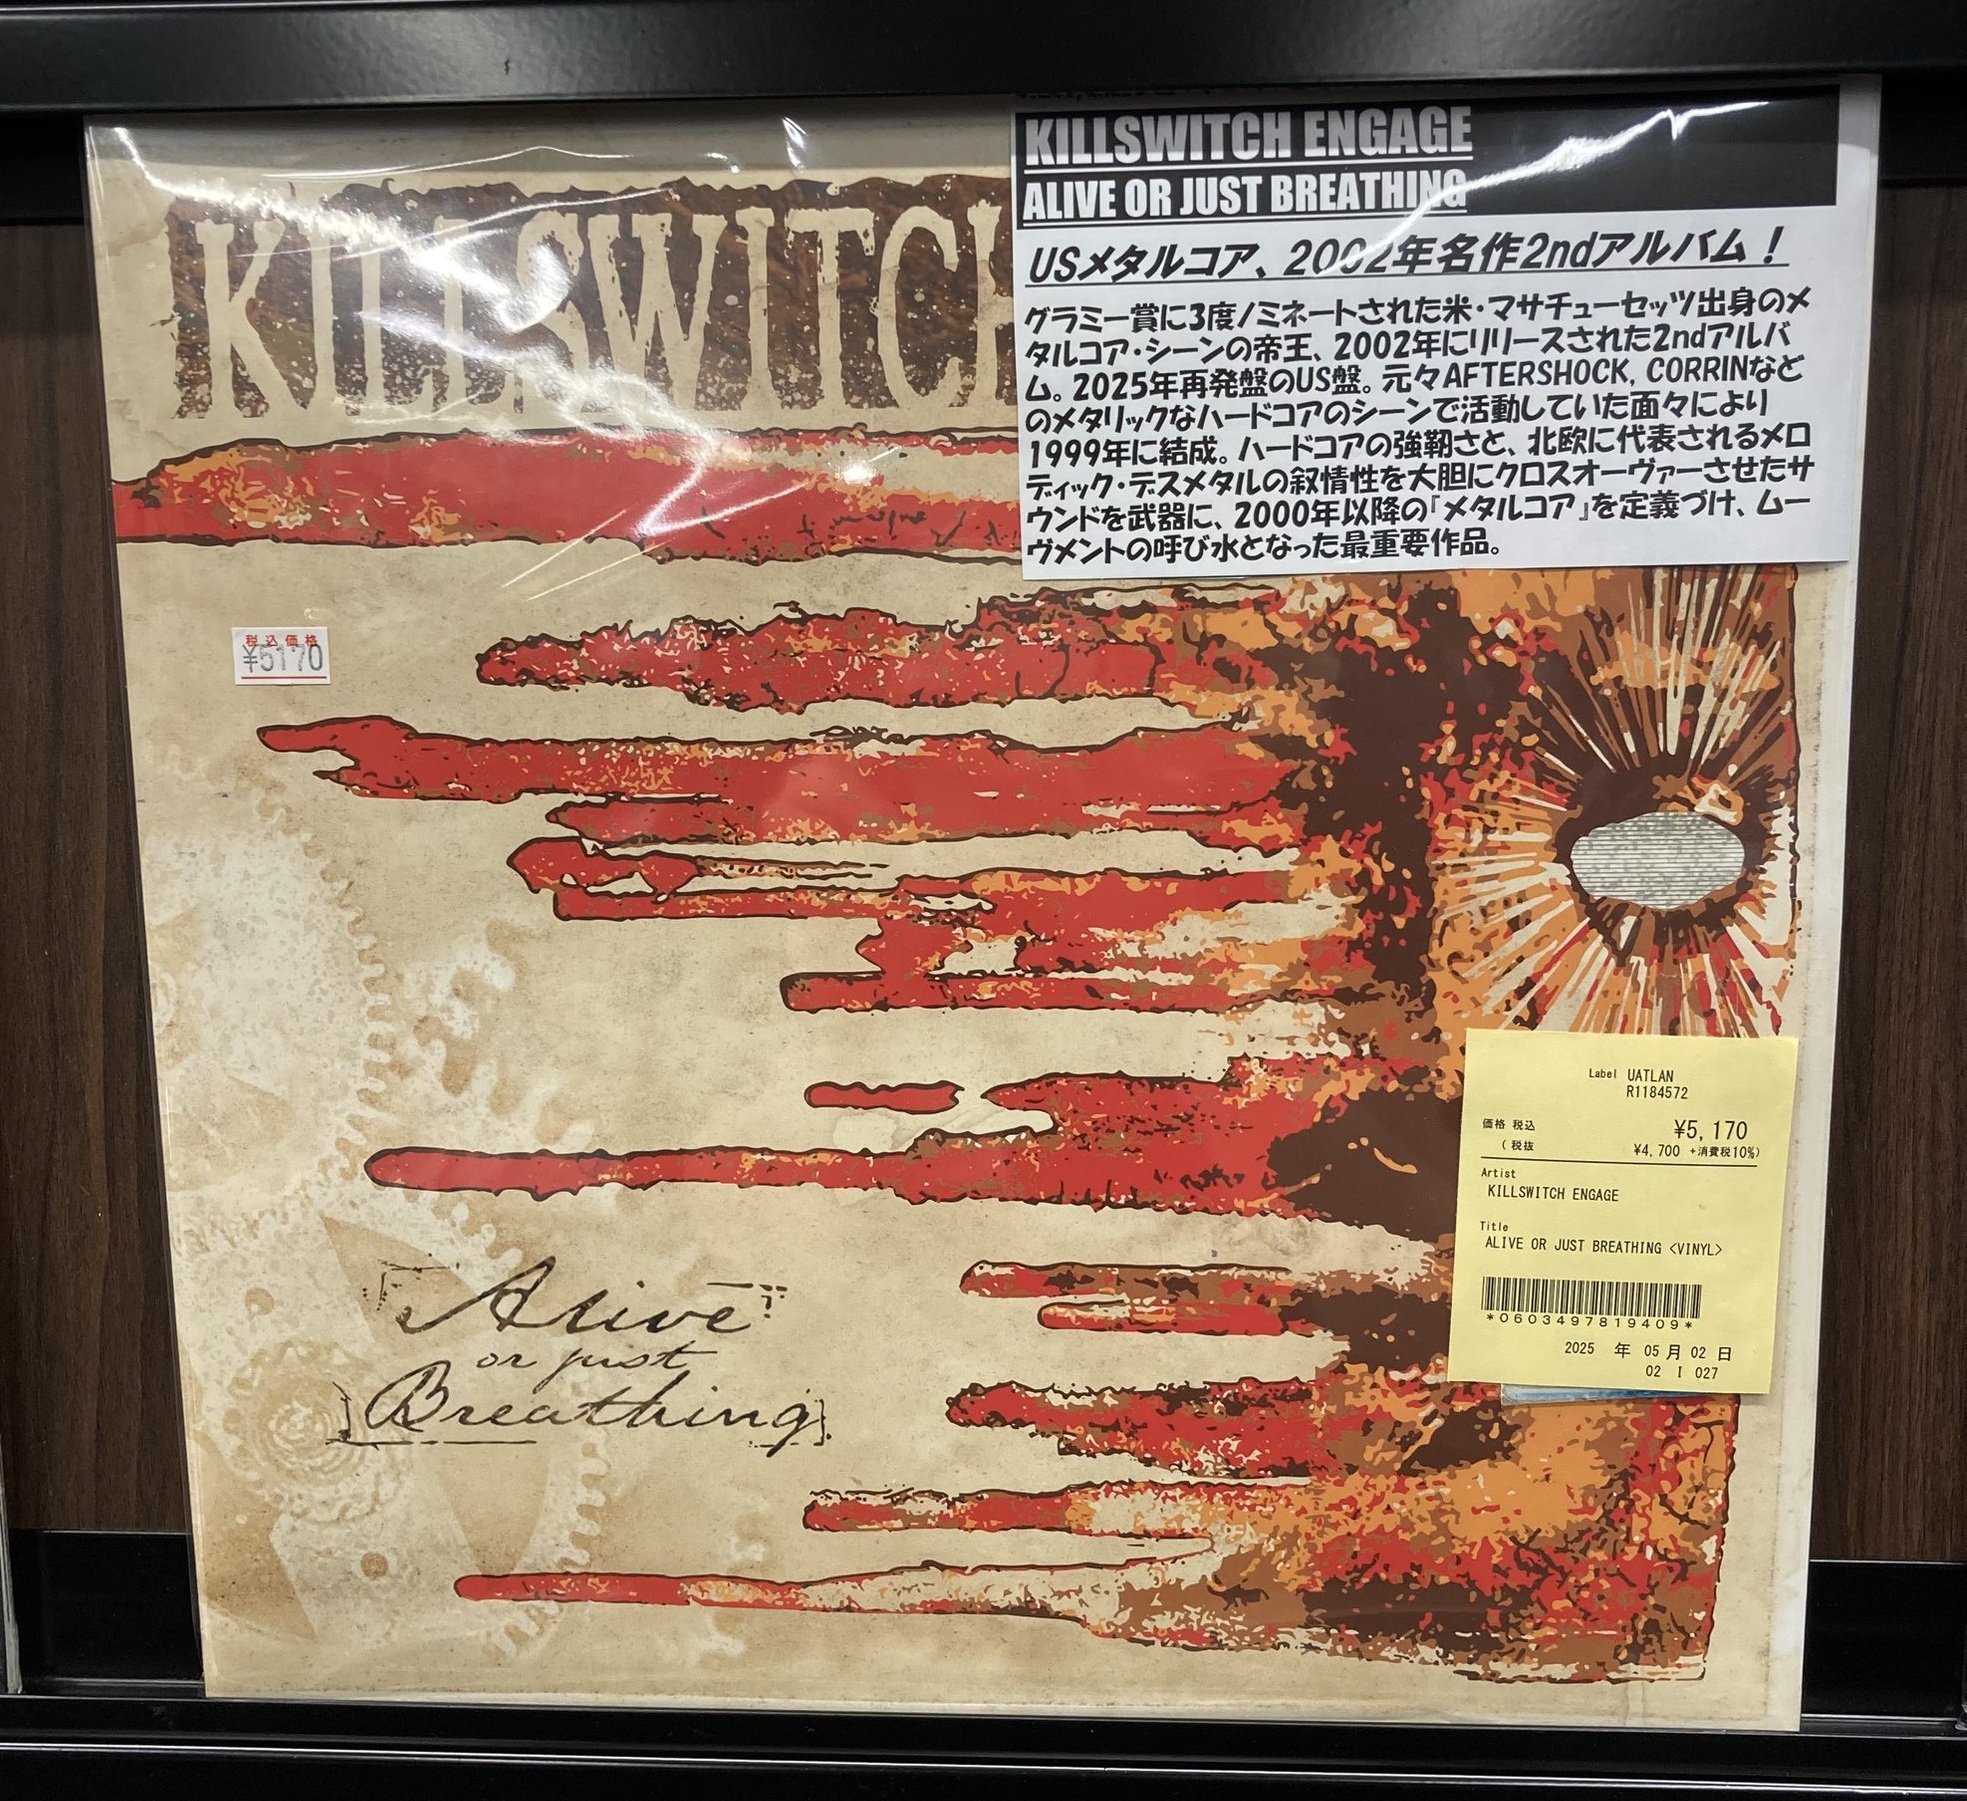 KILLSWITCH
KILLSWITCH ENGAGE
ALIVE OR JUST BREATHING
USメタルコア、2002年名作2ndアルバム！
グラミー賞に3度ノミネートされた米・マサチューセッツ出身のメ
タルコア・シーンの帝王、2002年にリリースされた2ndアルバ
ム。2025年再発盤のUS盤。元々AFTERSHOCK, CORRINなど
のメタリックなハードコアのシーンで活動していた面々により
1999年に結成。ハードコアの強靭さと、北欧に代表されるメロ
ディック・デスメタルの叙情性を大胆にクロスオーヴァーさせたサ
ウンドを武器に、2000年以降の『メタルコア』を定義づけ、ムー
ヴメントの呼び水となった最重要作品。
税込価格
¥5170
Label UATLAN
R1184572
価格 税込 ¥5,170
(税抜 ¥4,700 +消費税10%)
Artist
KILLSWITCH ENGAGE
Title
ALIVE OR JUST BREATHING <VINYL>
*0603497819409*
2025 年 05 月 02 日
02 I 027
Alive
or just
Breathing